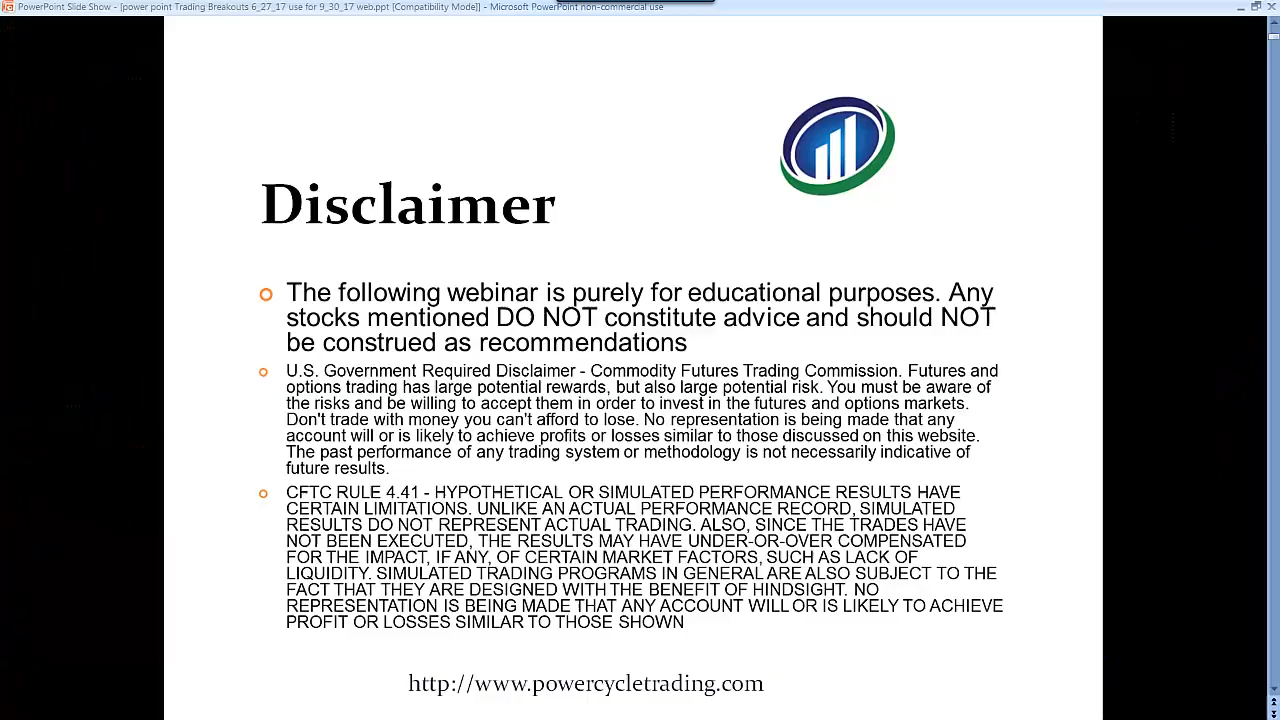 PowerPoint Slide Show - [power point Trading Breakouts 6_27_17 use for 9_30_17 web.ppt [Compatibility Mode]] - Microsoft PowerPoint non-commercial use
Disclaimer
The following webinar is purely for educational purposes. Any
stocks mentioned DO NOT constitute advice and should NOT
be construed as recommendations
U.S. Government Required Disclaimer - Commodity Futures Trading Commission. Futures and
options trading has large potential rewards, but also large potential risk. You must be aware of
the risks and be willing to accept them in order to invest in the futures and options markets.
Don't trade with money you can't afford to lose. No representation is being made that any
account will or is likely to achieve profits or losses similar to those discussed on this website.
The past performance of any trading system or methodology is not necessarily indicative of
future results.
CFTC RULE 4.41 - HYPOTHETICAL OR SIMULATED PERFORMANCE RESULTS HAVE
CERTAIN LIMITATIONS. UNLIKE AN ACTUAL PERFORMANCE RECORD, SIMULATED
RESULTS DO NOT REPRESENT ACTUAL TRADING. ALSO, SINCE THE TRADES HAVE
NOT BEEN EXECUTED, THE RESULTS MAY HAVE UNDER-OR-OVER COMPENSATED
FOR THE IMPACT, IF ANY, OF CERTAIN MARKET FACTORS, SUCH AS LACK OF
LIQUIDITY. SIMULATED TRADING PROGRAMS IN GENERAL ARE ALSO SUBJECT TO THE
FACT THAT THEY ARE DESIGNED WITH THE BENEFIT OF HINDSIGHT. NO
REPRESENTATION IS BEING MADE THAT ANY ACCOUNT WILL OR IS LIKELY TO ACHIEVE
PROFIT OR LOSSES SIMILAR TO THOSE SHOWN
http://www.powercycletrading.com